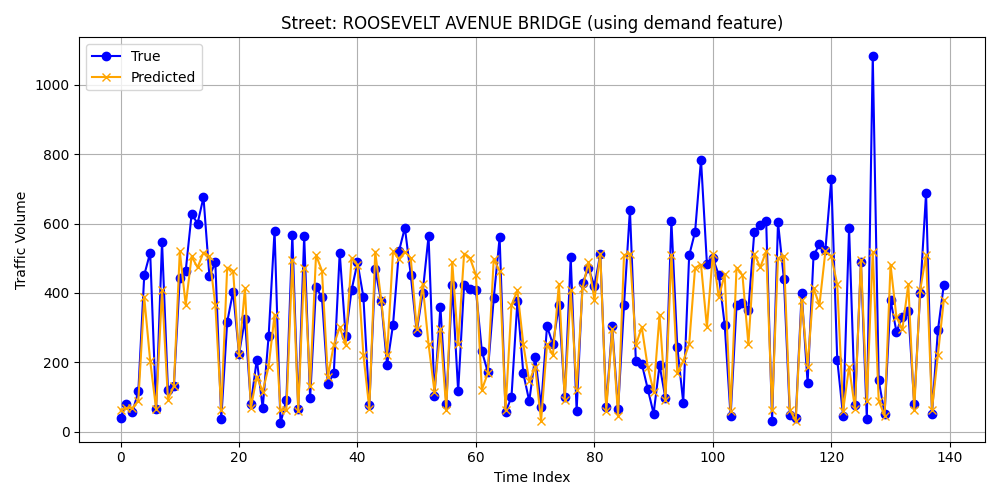 Street: ROOSEVELT AVENUE BRIDGE (using demand feature)
True
Predicted
Traffic Volume
1000
800
600
400
200
0
0 20 40 60 80 100 120 140
Time Index